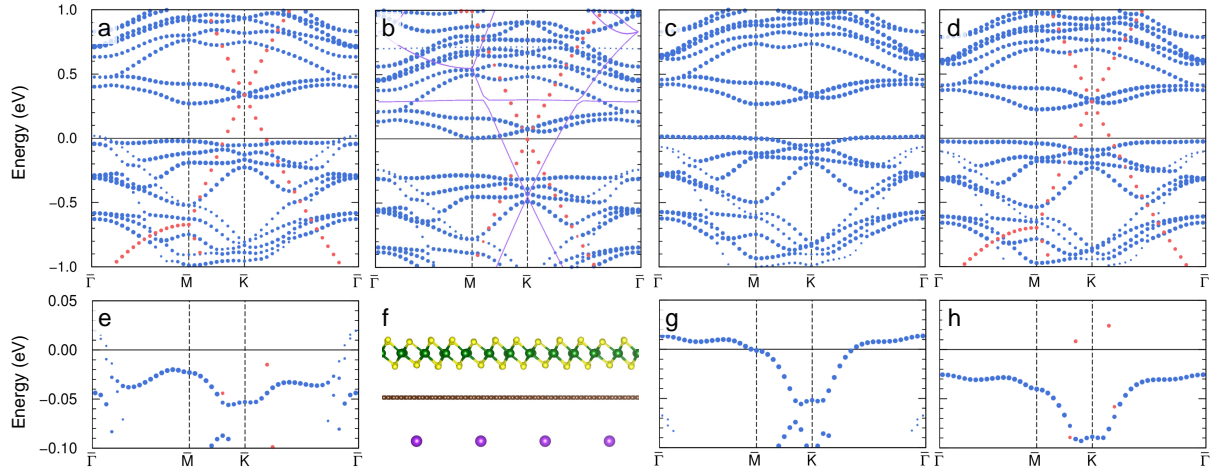 a
b
c
d
Energy (eV)
1.0
0.5
0.0
−0.5
−1.0
Γ̅ M̅ K̅ Γ̅
Γ̅ M̅ K̅ Γ̅
Γ̅ M̅ K̅ Γ̅
Γ̅ M̅ K̅ Γ̅
e
f
g
h
Energy (eV)
0.05
0.00
−0.05
−0.10
Γ̅ M̅ K̅ Γ̅
Γ̅ M̅ K̅ Γ̅
Γ̅ M̅ K̅ Γ̅